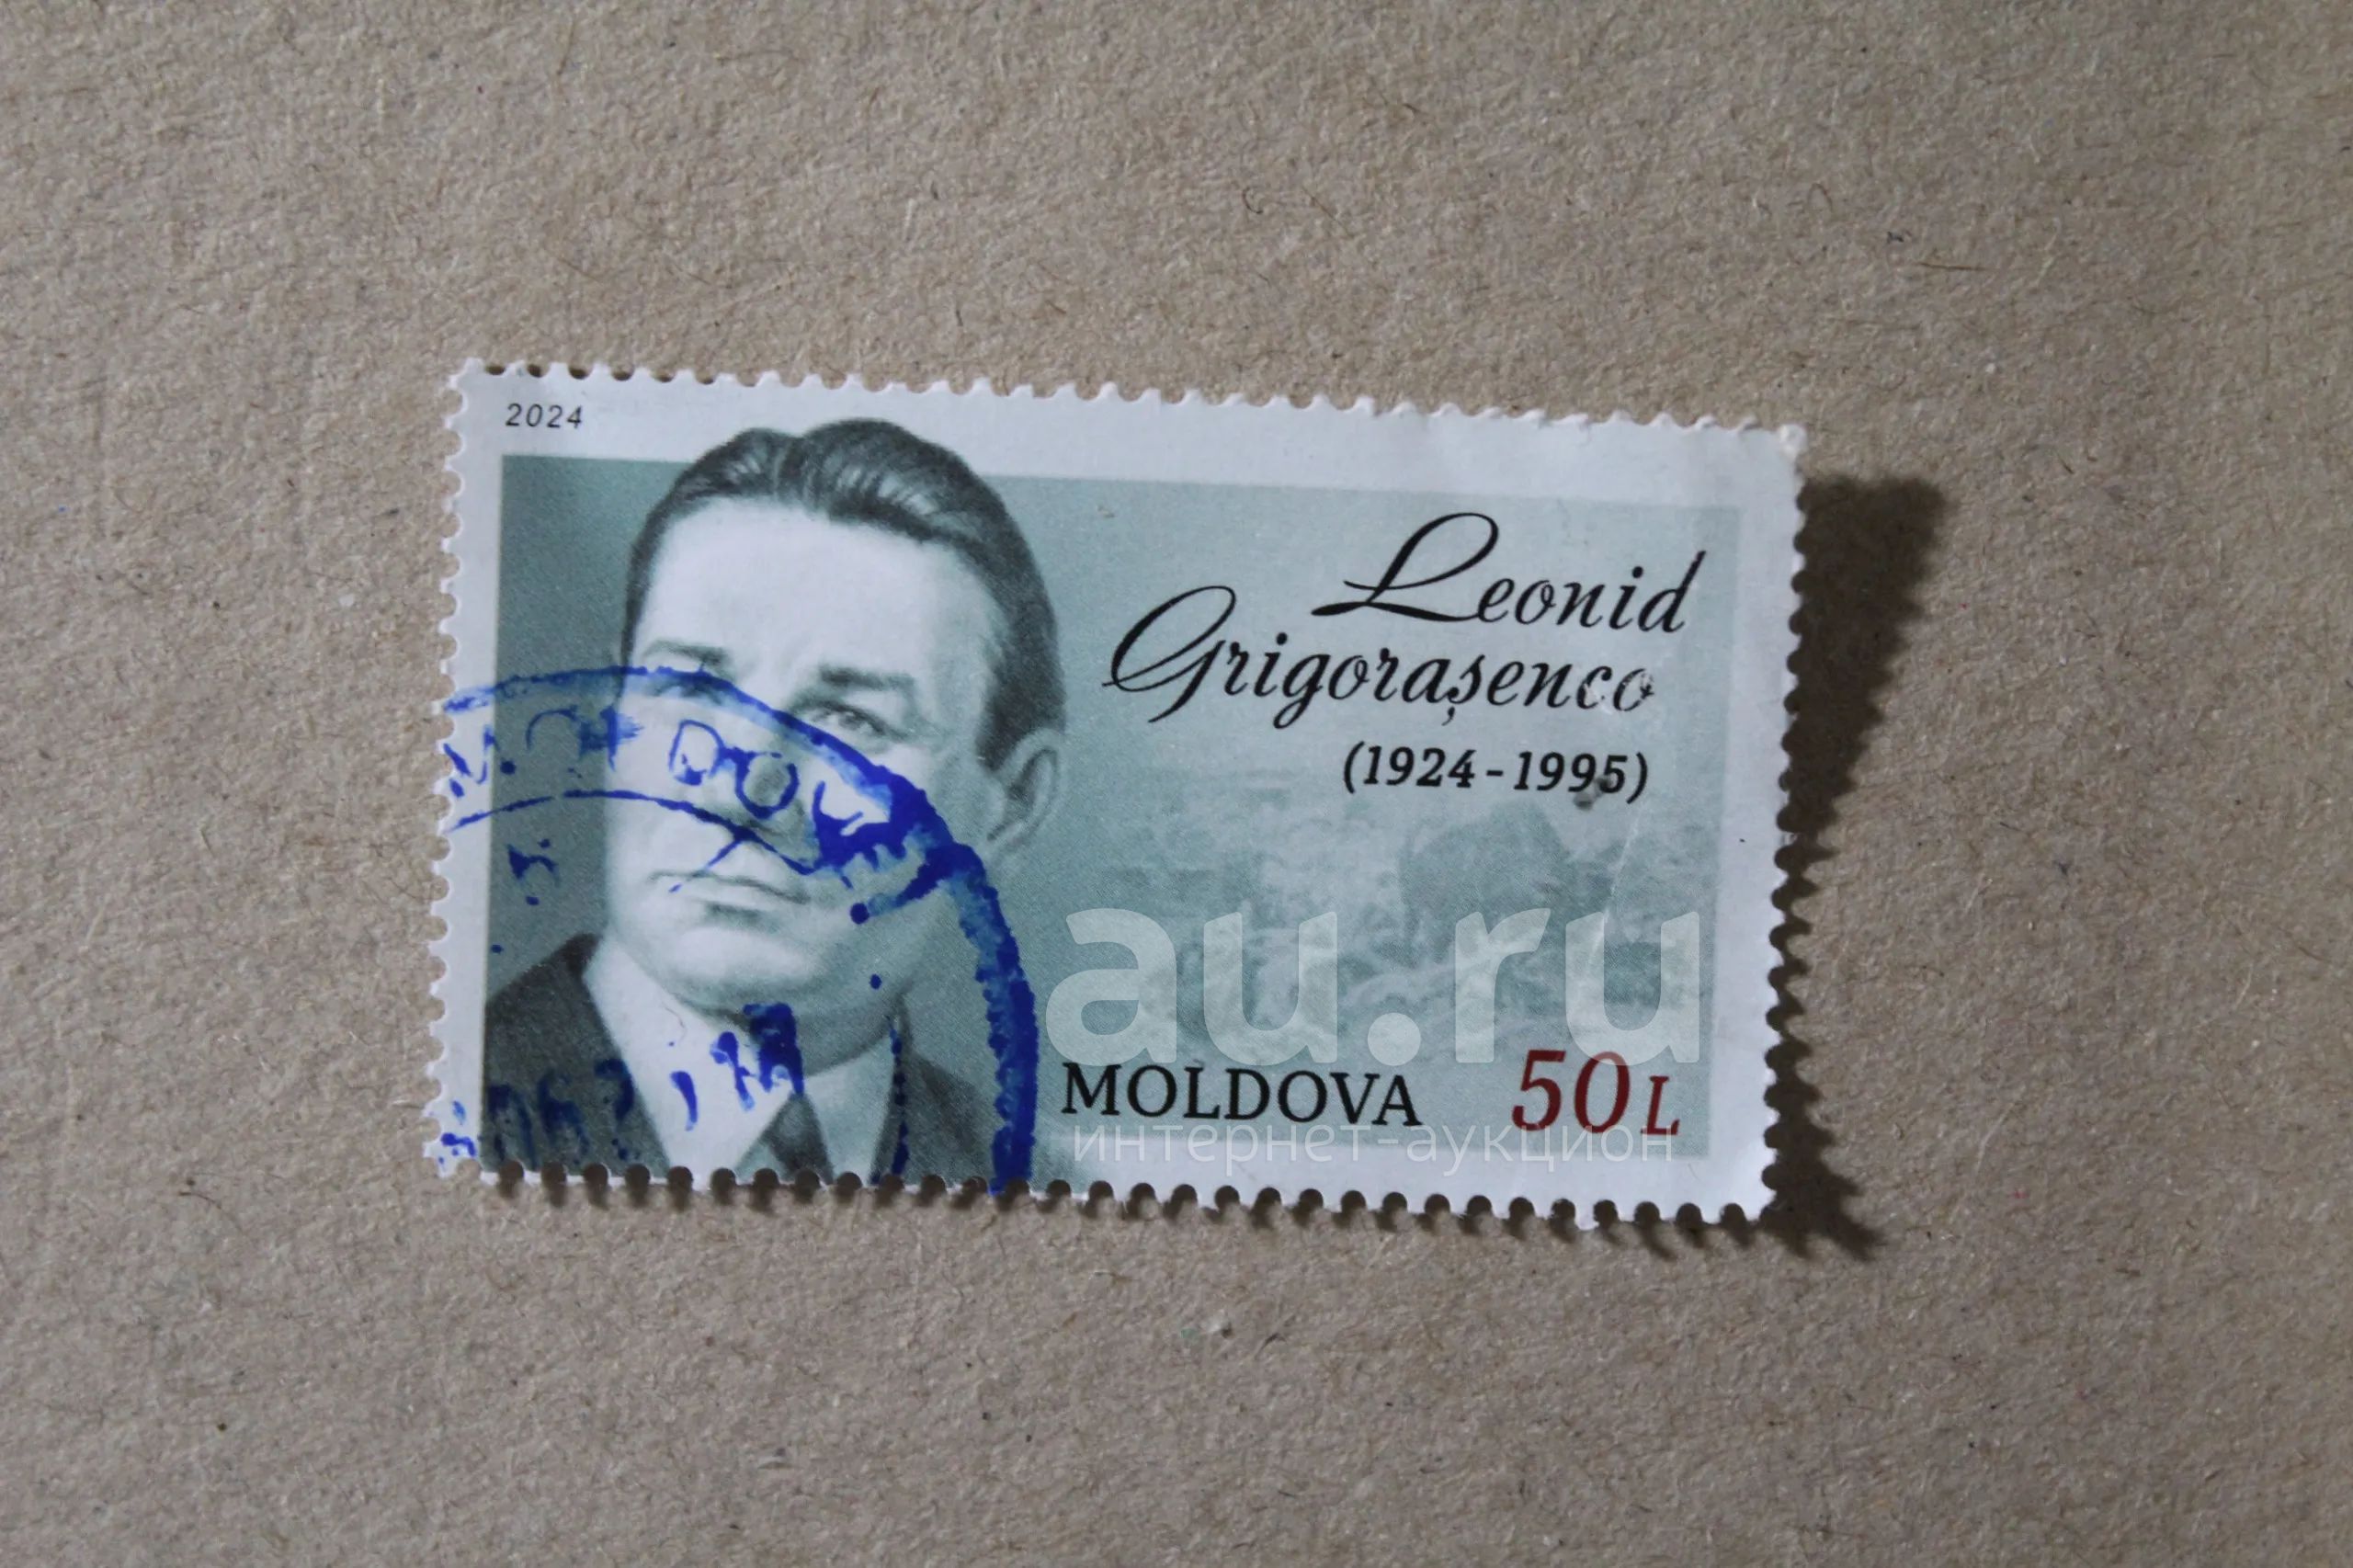 2024
Leonid
Grigorașenco
(1924-1995)
au.ru
MOLDOVA 50L
интернет-аукцион